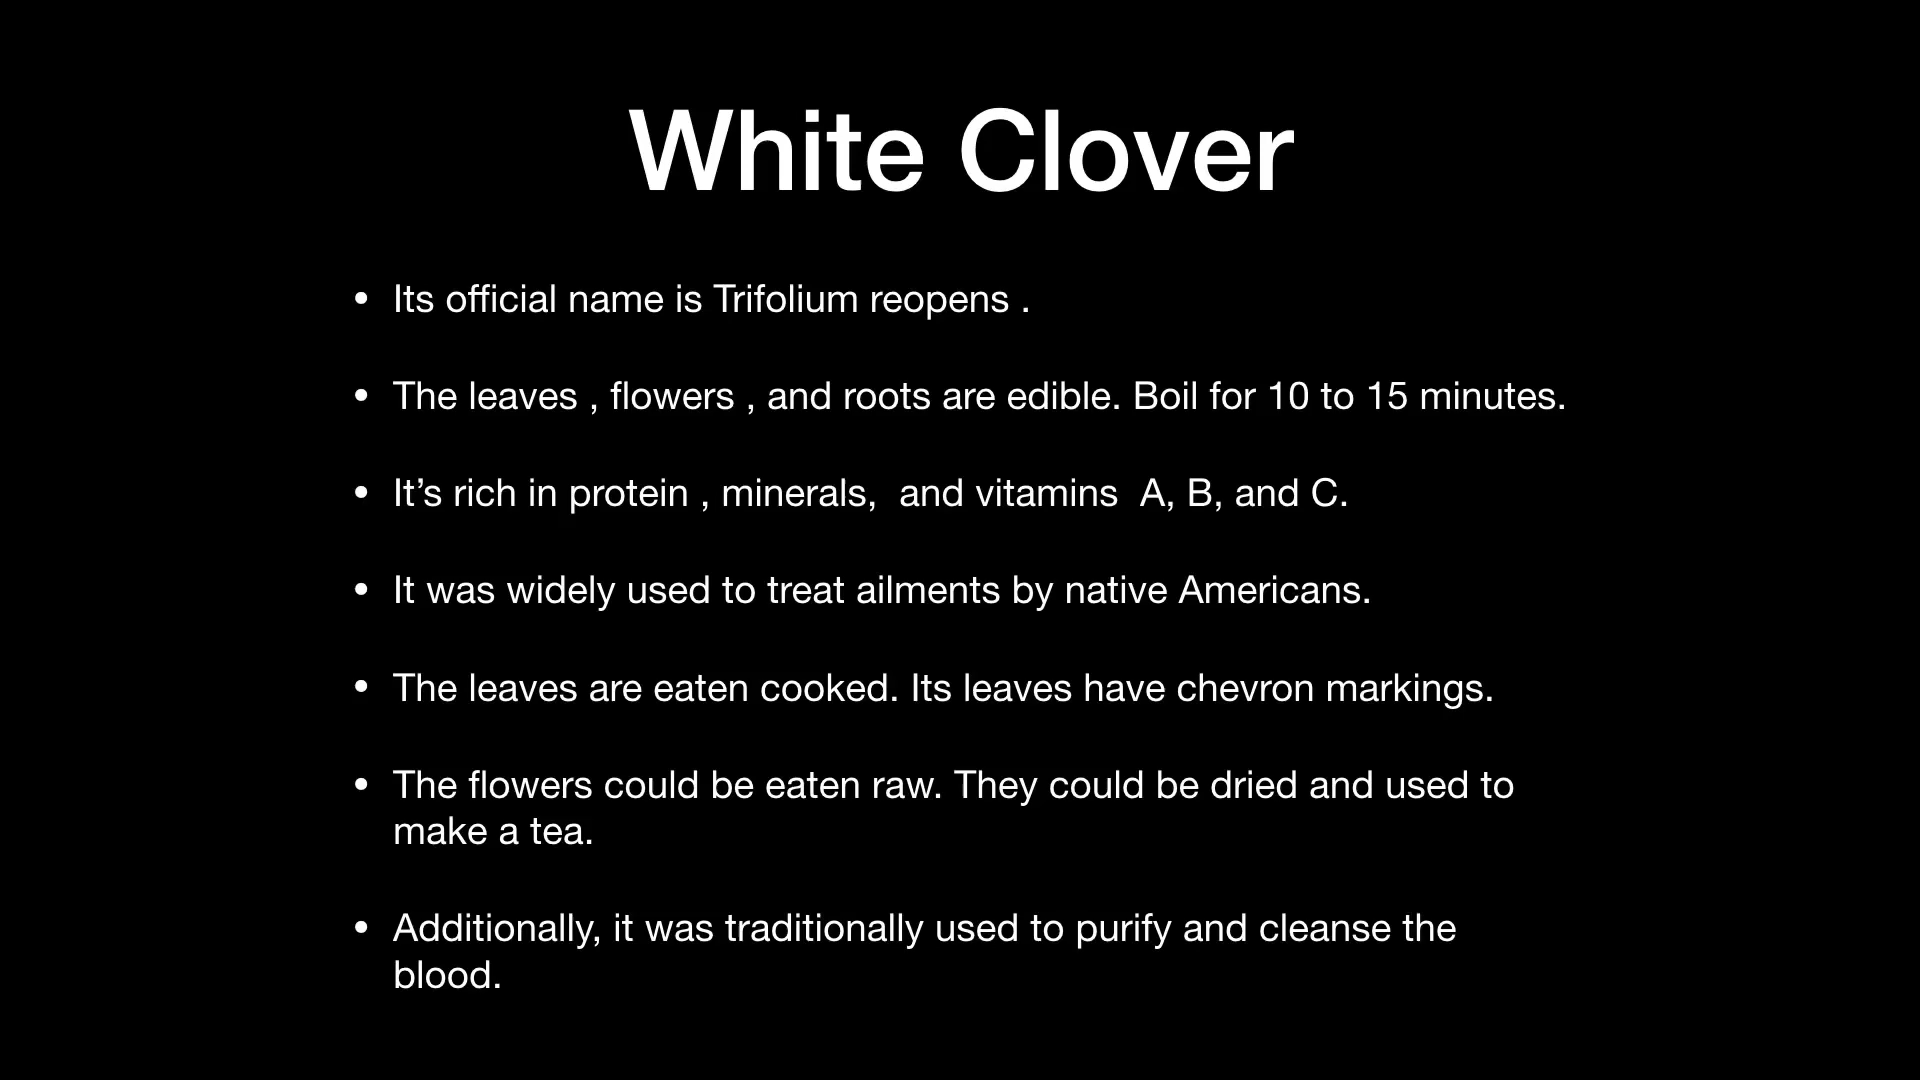 White Clover
• Its official name is Trifolium reopens .
• The leaves , flowers , and roots are edible. Boil for 10 to 15 minutes.
• It’s rich in protein , minerals,  and vitamins  A, B, and C.
• It was widely used to treat ailments by native Americans.
• The leaves are eaten cooked. Its leaves have chevron markings.
• The flowers could be eaten raw. They could be dried and used to
make a tea.
• Additionally, it was traditionally used to purify and cleanse the
blood.